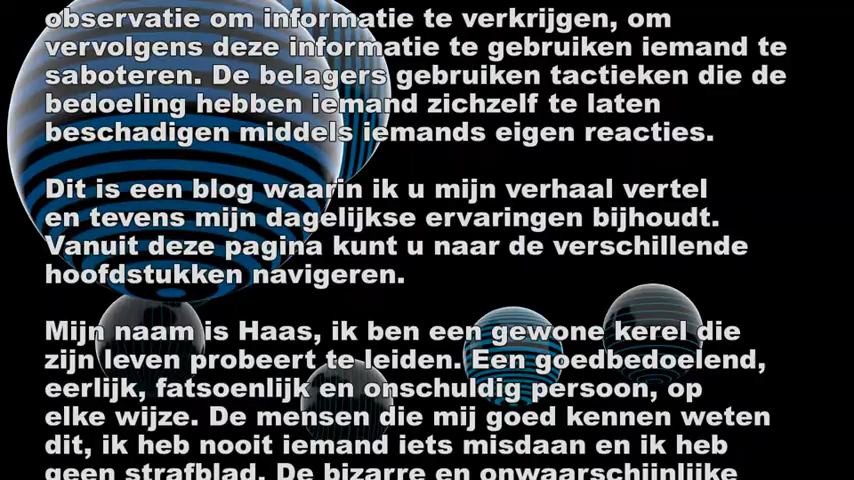 observatie om informatie te verkrijgen, om
vervolgens deze informatie te gebruiken iemand te
saboteren. De belagers gebruiken tactieken die de
bedoeling hebben iemand zichzelf te laten
beschadigen middels iemands eigen reacties.
Dit is een blog waarin ik u mijn verhaal vertel
en tevens mijn dagelijkse ervaringen bijhoudt.
Vanuit deze pagina kunt u naar de verschillende
hoofdstukken navigeren.
Mijn naam is Haas, ik ben een gewone kerel die
zijn leven probeert te leiden. Een goedbedoelend,
eerlijk, fatsoenlijk en onschuldig persoon, op
elke wijze. De mensen die mij goed kennen weten
dit, ik heb nooit iemand iets misdaan en ik heb
geen strafblad. De bizarre en onwaarschijnlijke